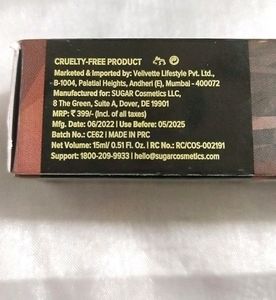 CRUELTY-FREE PRODUCT
Marketed & Imported by: Vellvette Lifestyle Pvt. Ltd.,
B-1004, Palatial Heights, Andheri (E), Mumbai - 400072
Manufactured for: SUGAR Cosmetics LLC,
8 The Green, Suite A, Dover, DE 19901
MRP: ₹ 399/- (Incl. of all taxes)
Mfg. Date: 06/2022 | Use Before: 05/2025
Batch No.: CE62 | MADE IN PRC
Net Volume: 15ml/ 0.51 Fl. Oz. | RC No.: RC/COS-002191
Support: 1800-209-9933 | hello@sugarcosmetics.com